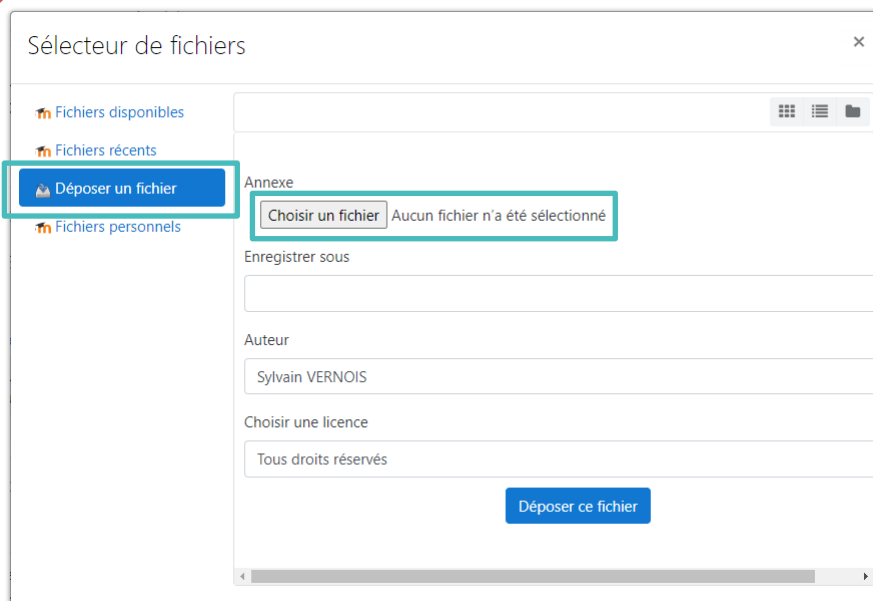 Sélecteur de fichiers
×
Fichiers disponibles
Fichiers récents
Déposer un fichier
Fichiers personnels
Annexe
Choisir un fichier Aucun fichier n'a été sélectionné
Enregistrer sous
Auteur
Sylvain VERNOIS
Choisir une licence
Tous droits réservés
Déposer ce fichier